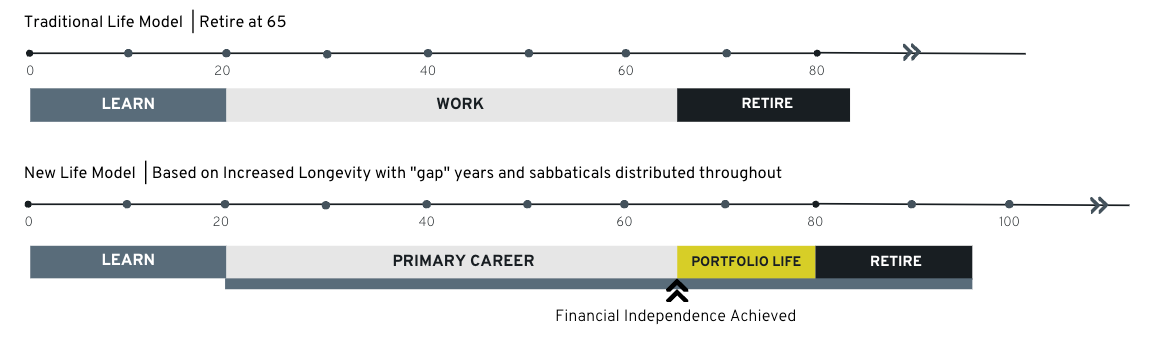 Traditional Life Model | Retire at 65
0 20 40 60 80
LEARN WORK RETIRE
New Life Model | Based on Increased Longevity with "gap" years and sabbaticals distributed throughout
0 20 40 60 80 100
LEARN PRIMARY CAREER PORTFOLIO LIFE RETIRE
Financial Independence Achieved